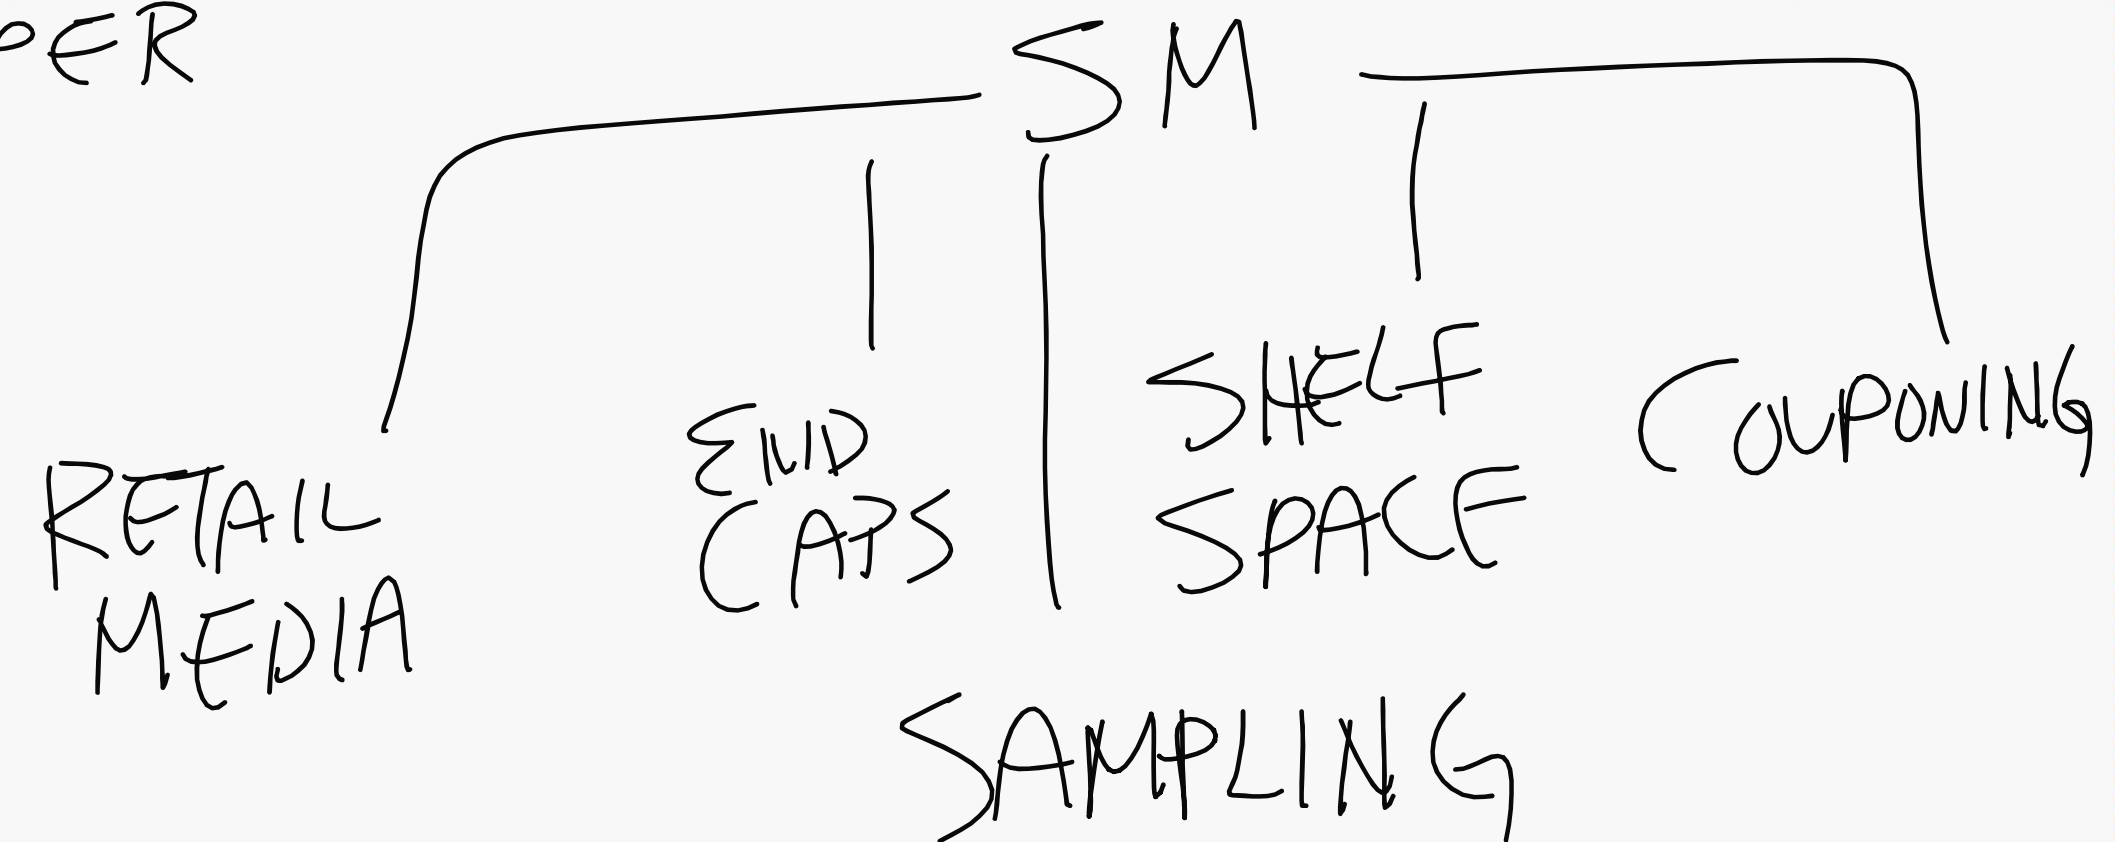 PER
SM
RETAIL
MEDIA
END
CAPS
SHELF
SPACE
COUPONING
SAMPLING